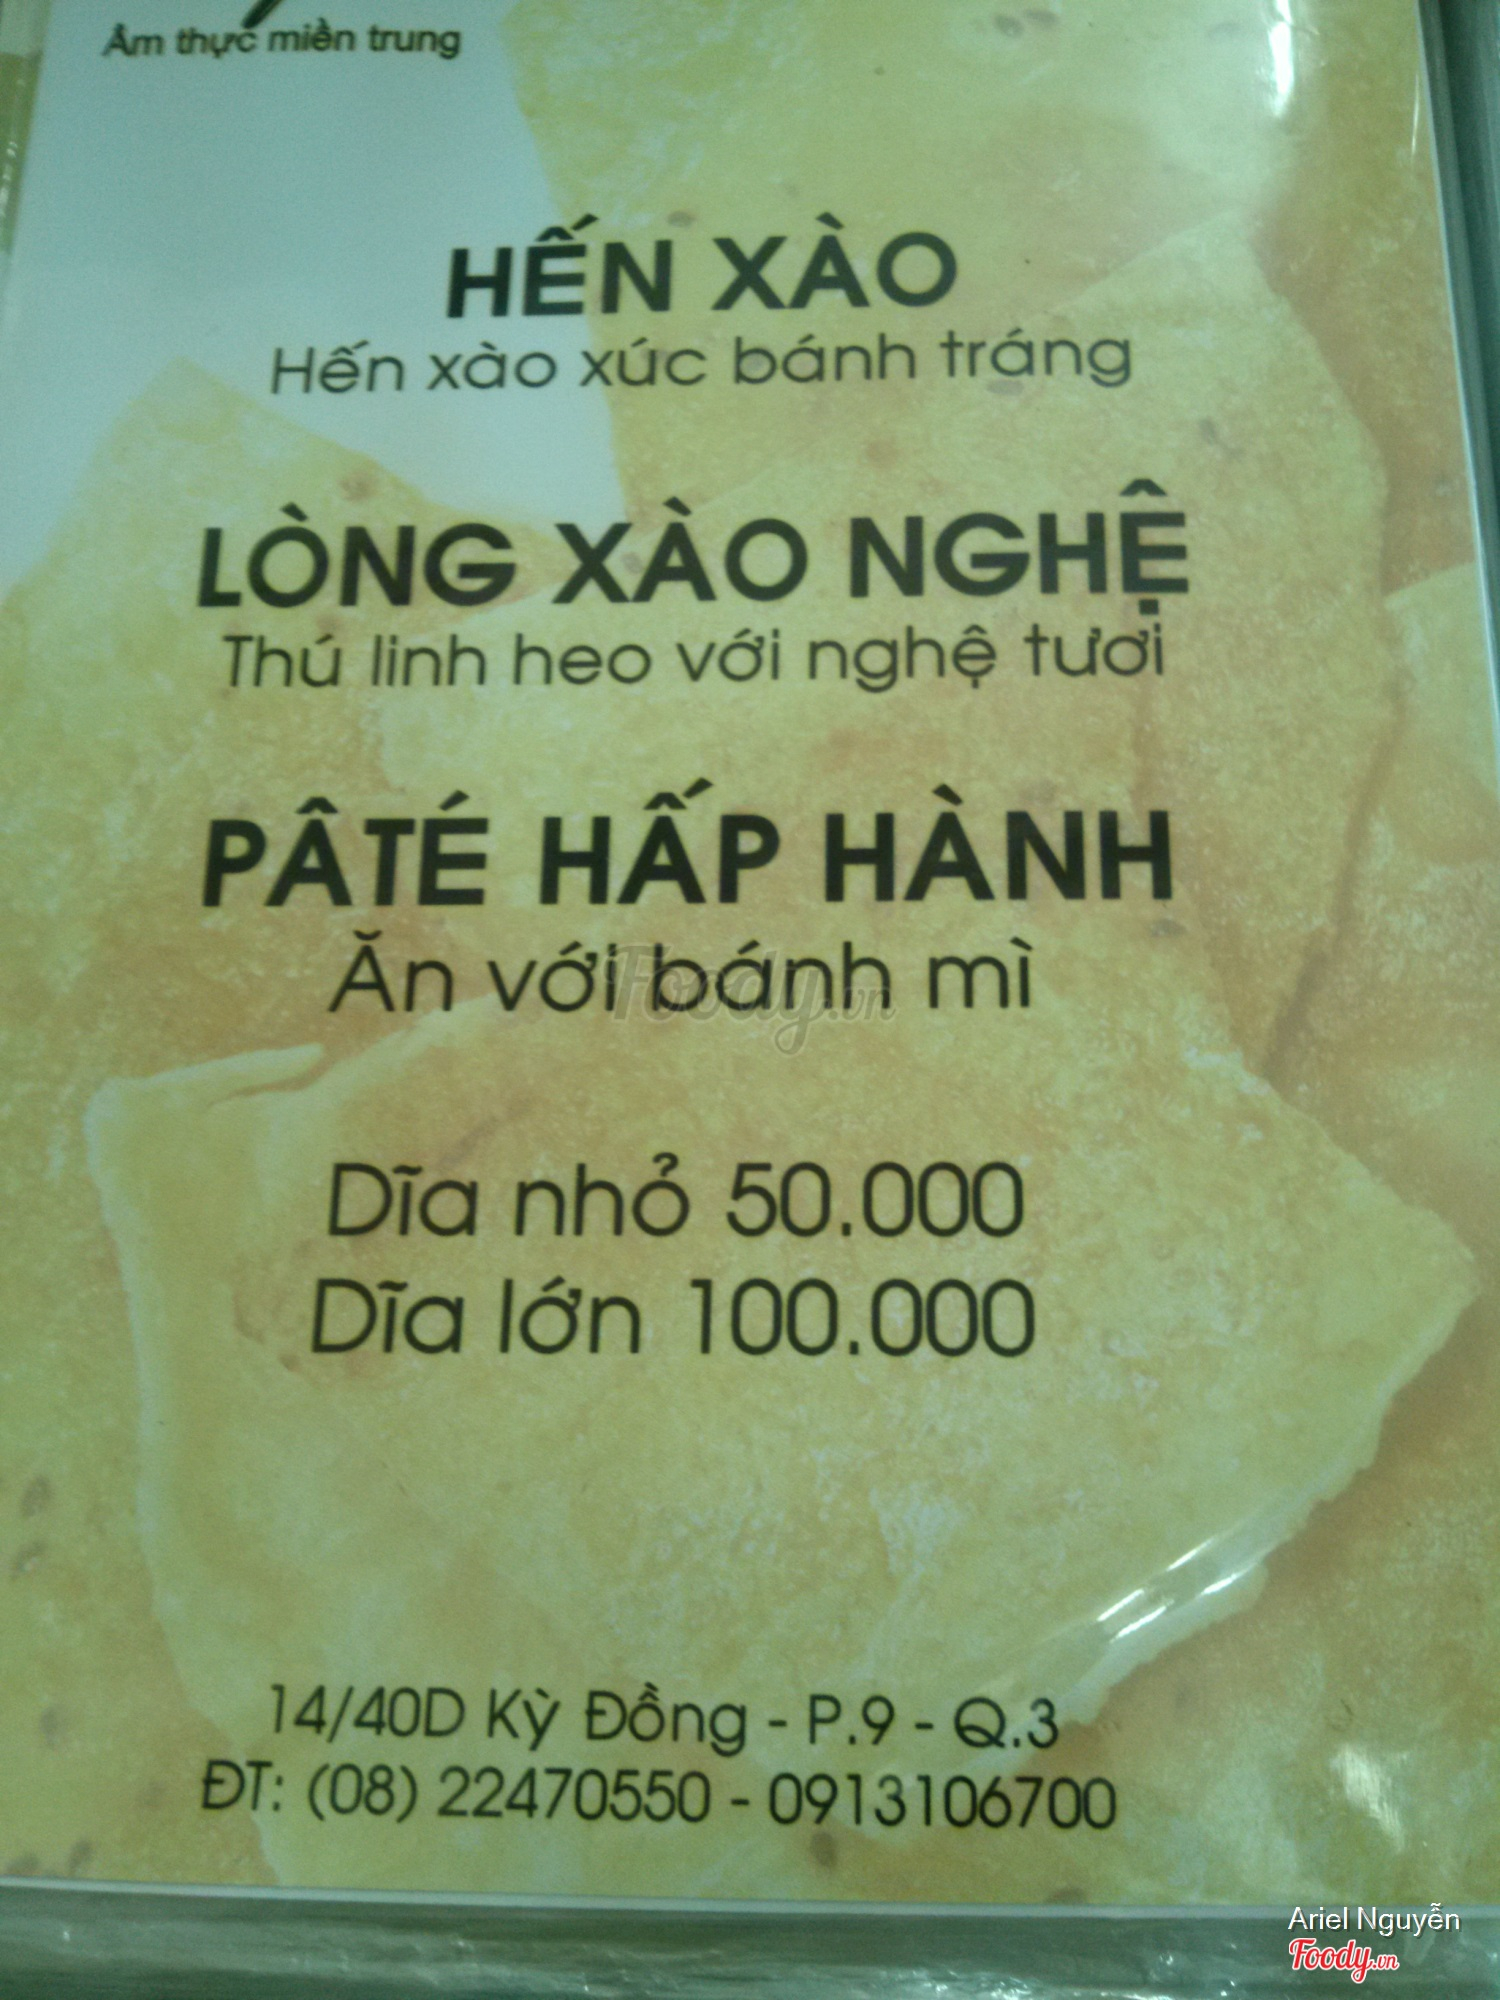 Ẩm thực miền trung
HẾN XÀO
Hến xào xúc bánh tráng
LÒNG XÀO NGHỆ
Thú linh heo với nghệ tươi
PÂTÉ HẤP HÀNH
Ăn với bánh mì
Foody.vn
Dĩa nhỏ 50.000
Dĩa lớn 100.000
14/40D Kỳ Đồng - P.9 - Q.3
ĐT: (08) 22470550 - 0913106700
Ariel Nguyễn
Foody.vn